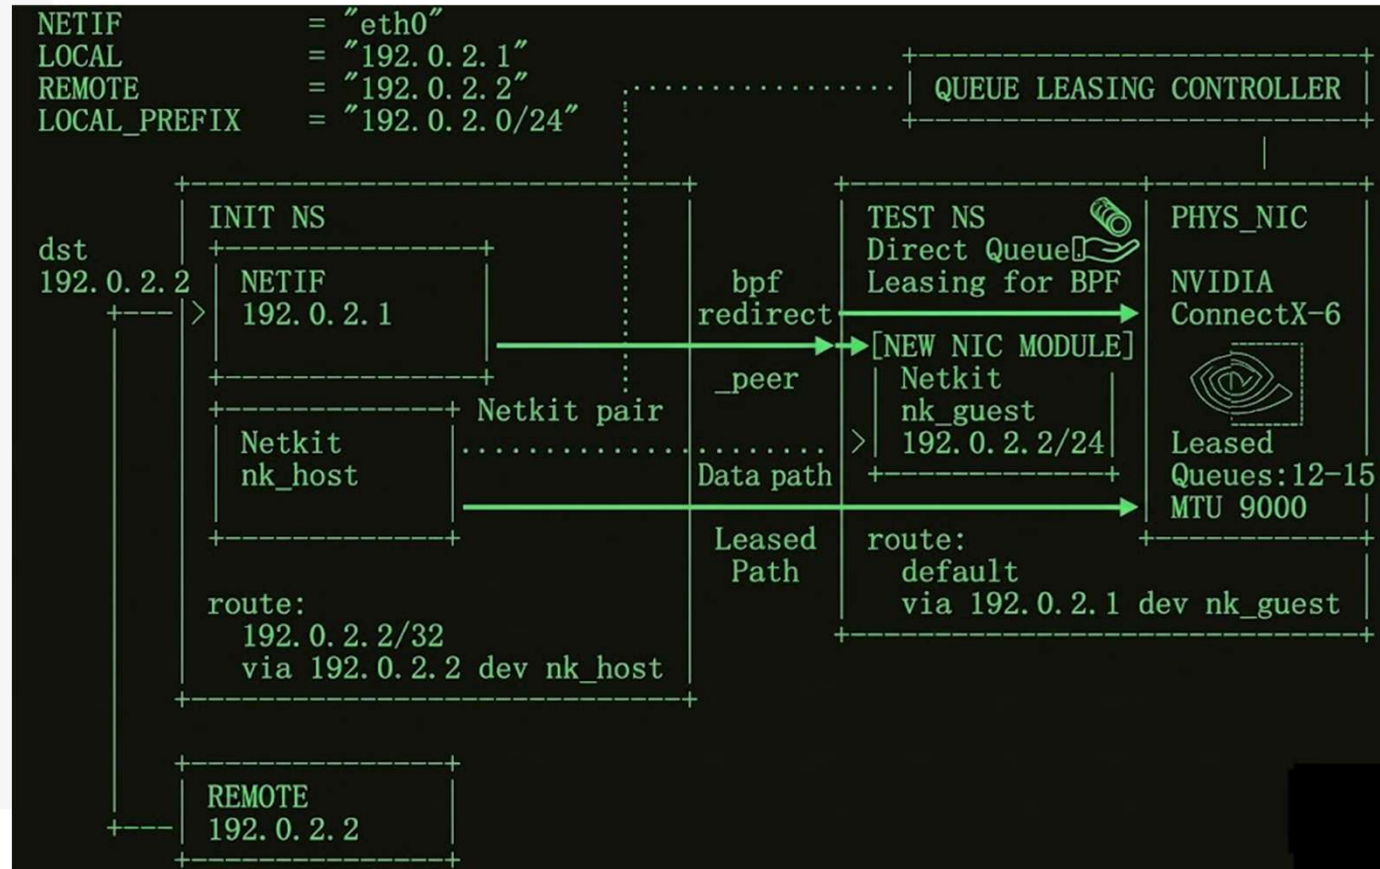 NETIF = "eth0"
LOCAL = "192.0.2.1"
REMOTE = "192.0.2.2"
LOCAL_PREFIX = "192.0.2.0/24"
QUEUE LEASING CONTROLLER
dst
192.0.2.2
INIT NS
NETIF
192.0.2.1
Netkit pair
Netkit
nk_host
route:
192.0.2.2/32
via 192.0.2.2 dev nk_host
bpf
redirect
_peer
Data path
Leased
Path
TEST NS
Direct Queue
Leasing for BPF
[NEW NIC MODULE]
Netkit
nk_guest
192.0.2.2/24
route:
default
via 192.0.2.1 dev nk_guest
PHYS_NIC
NVIDIA
ConnectX-6
Leased
Queues:12-15
MTU 9000
REMOTE
192.0.2.2